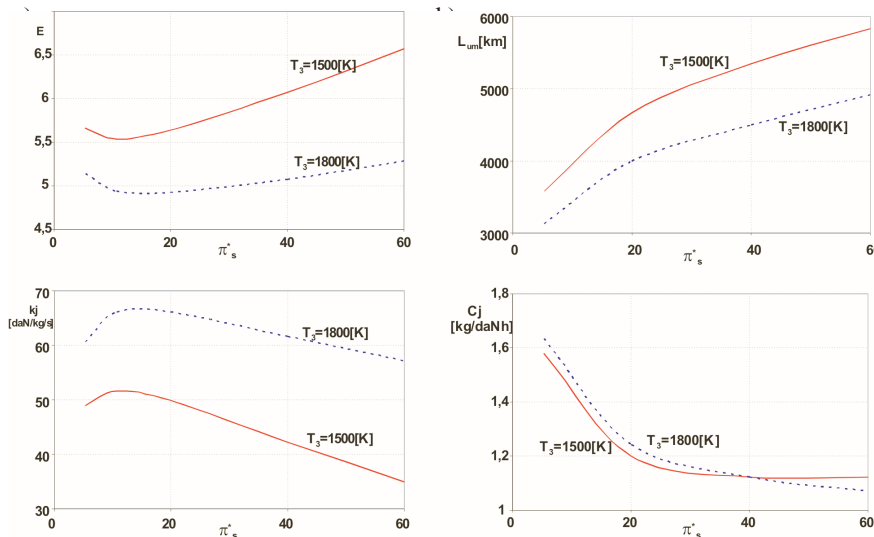 E
6,5
6
5,5
5
4,5
0
20
40
60
T3=1500[K]
T3=1800[K]
π*s
6000
Lum[km]
5000
4000
3000
0
20
40
6
T3=1500[K]
T3=1800[K]
π*s
70
kj
[daN/kg/s]
60
50
40
30
0
20
40
60
T3=1800[K]
T3=1500[K]
π*s
1,8
Cj
[kg/daNh]
1,6
1,4
1,2
1
0
20
40
60
T3=1500[K]
T3=1800[K]
π*s